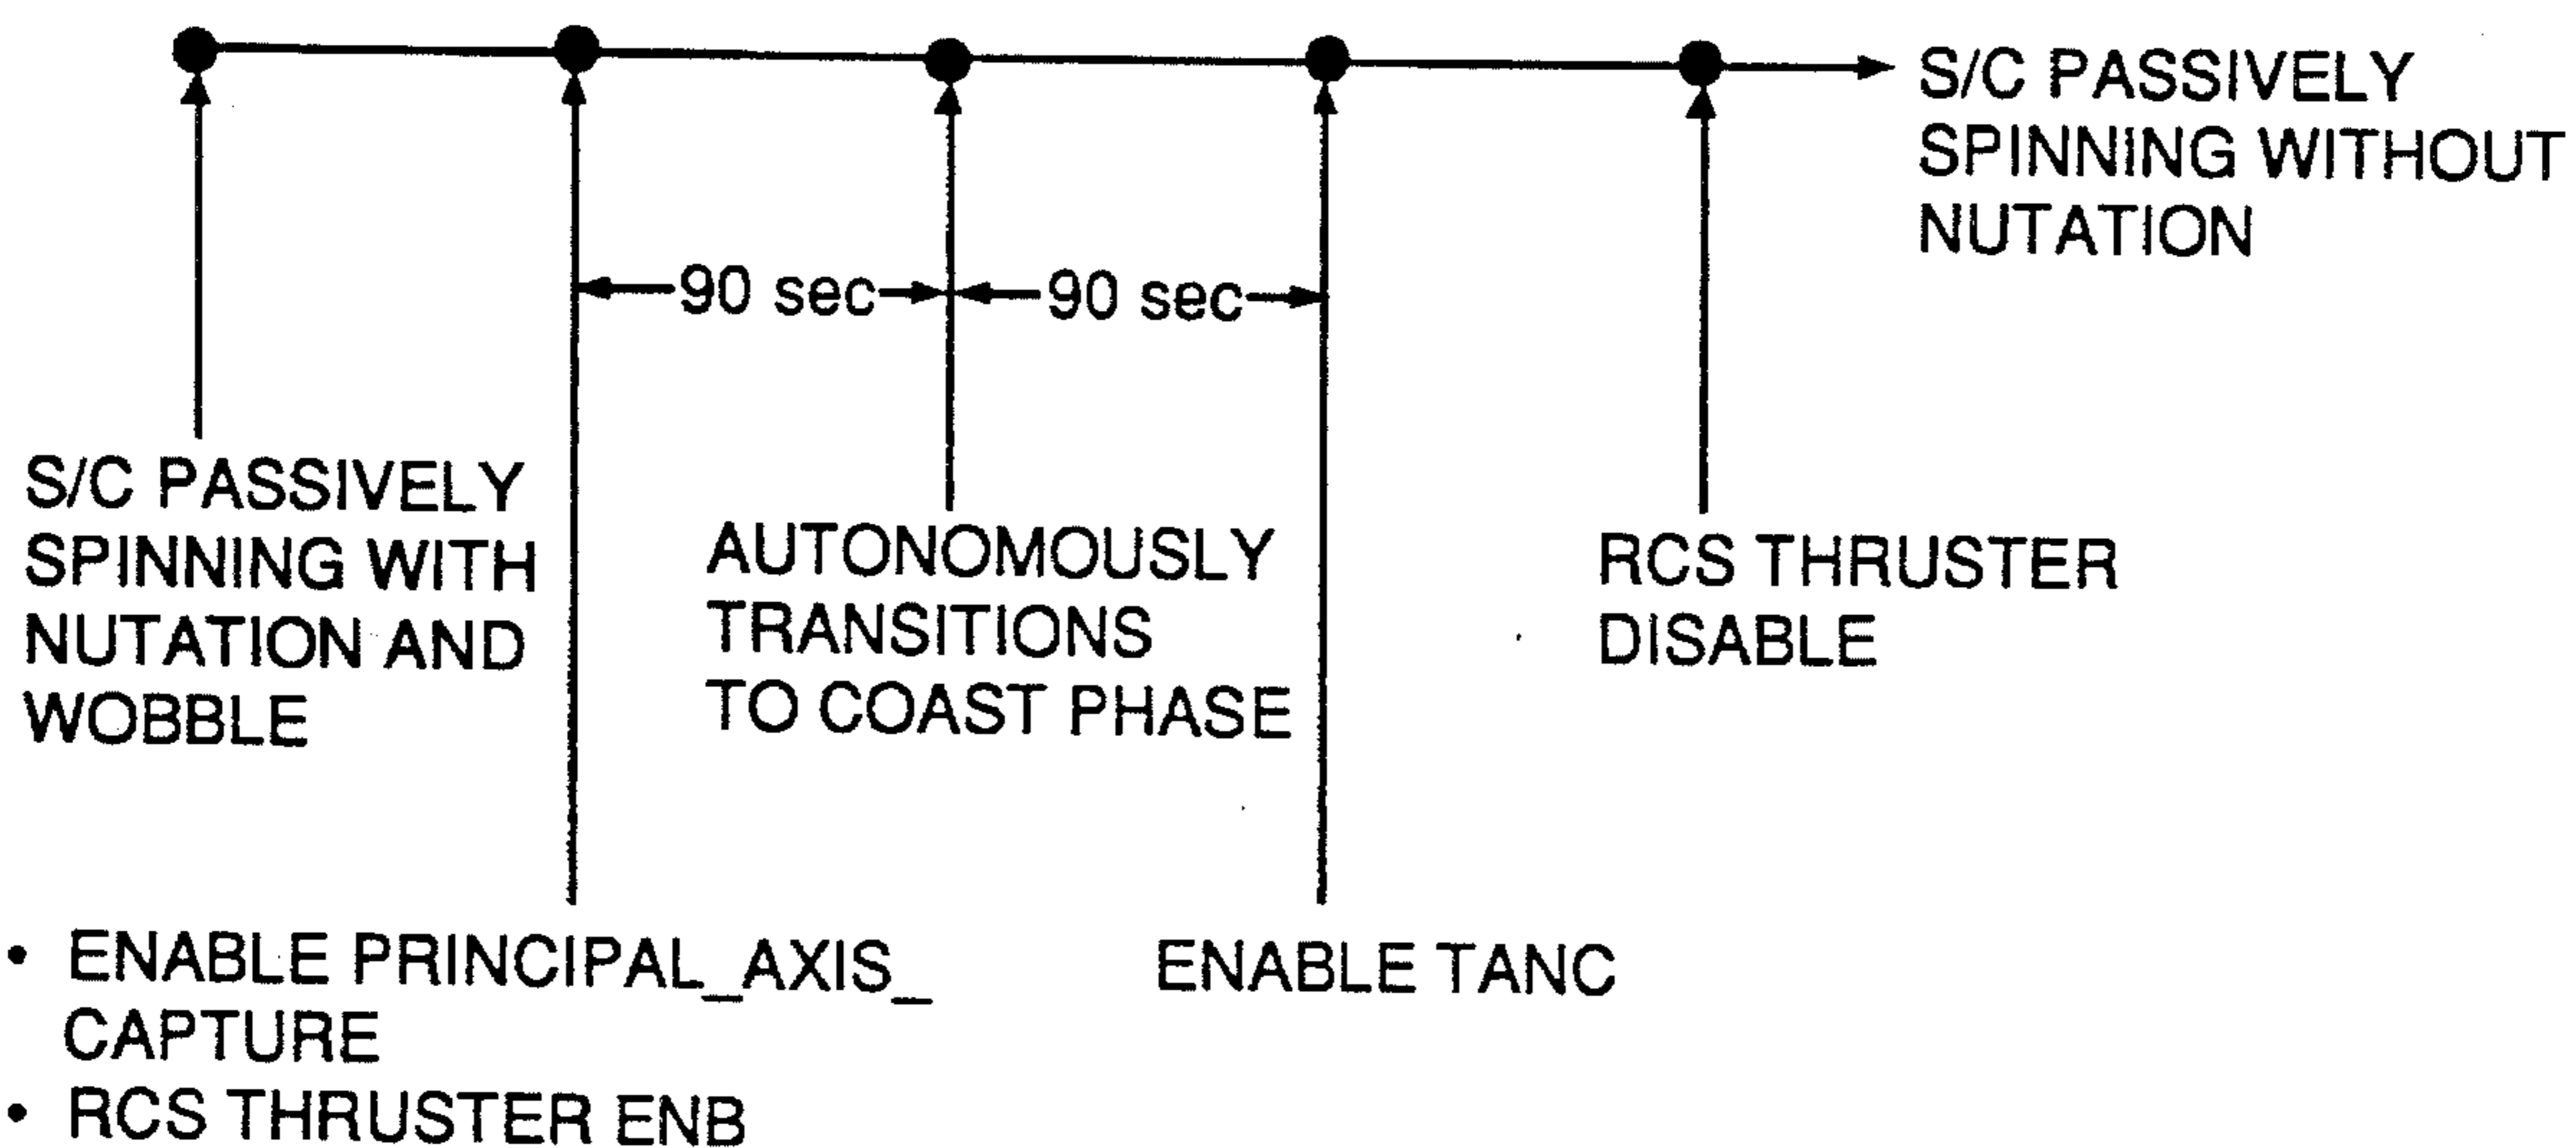 S/C PASSIVELY
SPINNING WITHOUT
NUTATION
90 sec
90 sec
S/C PASSIVELY
SPINNING WITH
NUTATION AND
WOBBLE
AUTONOMOUSLY
TRANSITIONS
TO COAST PHASE
RCS THRUSTER
DISABLE
• ENABLE PRINCIPAL_AXIS_
CAPTURE
• RCS THRUSTER ENB
ENABLE TANC